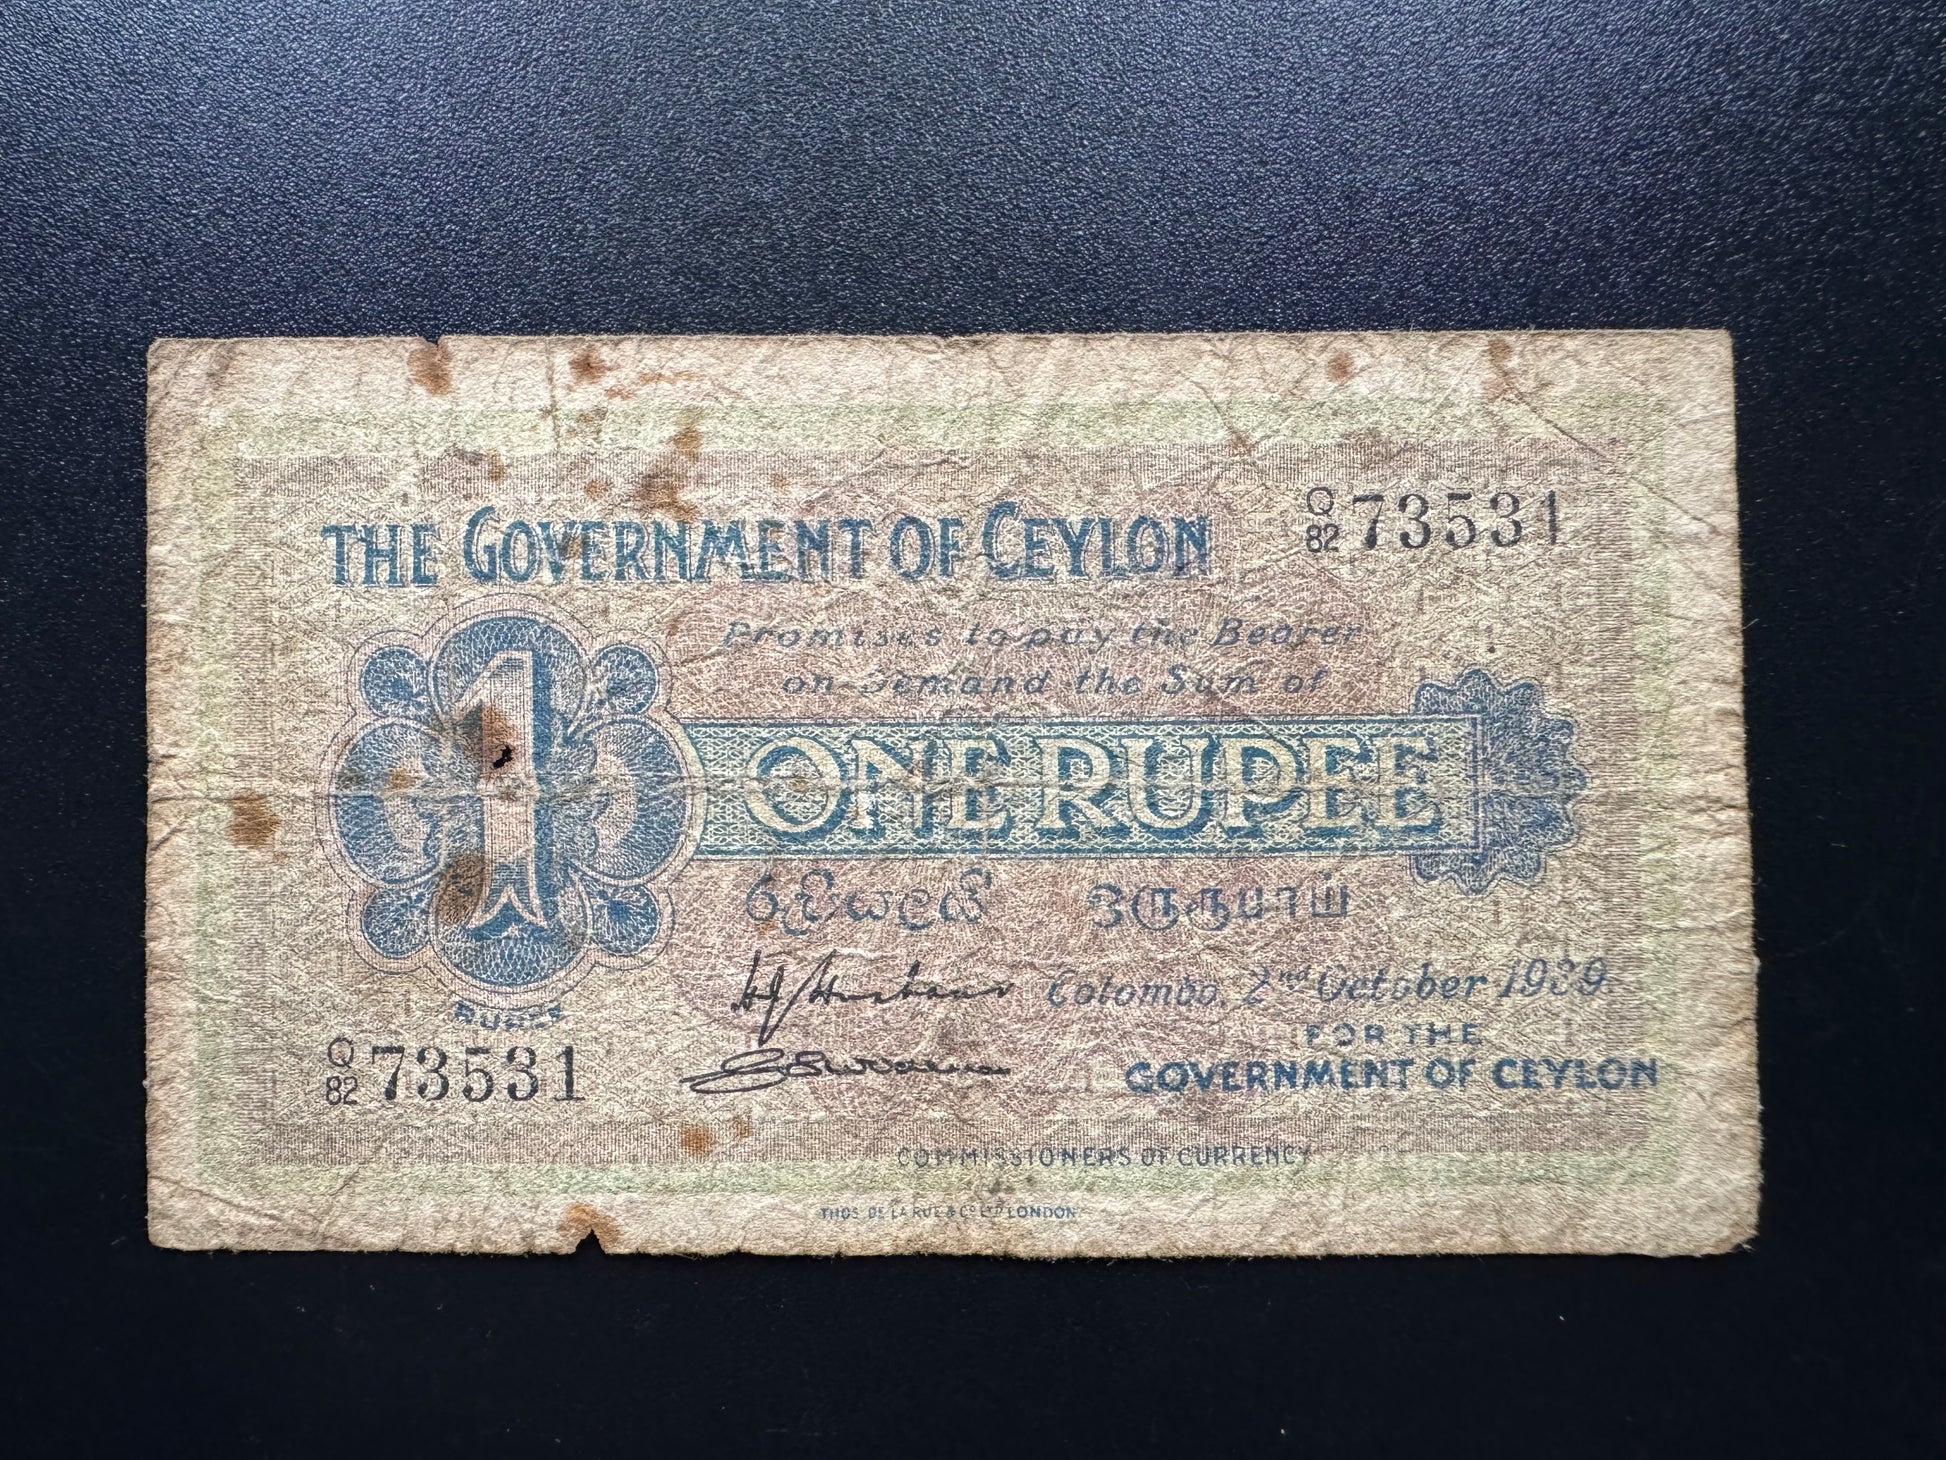 THE GOVERNMENT OF CEYLON
Q/82 73531
Promises to pay the Bearer
on Demand the Sum of
1
ONE RUPEE
රුපියලයි ஒருரூபாய்
Colombo, 2nd October 1939.
RUPEE
FOR THE
GOVERNMENT OF CEYLON
Q/82 73531
COMMISSIONERS OF CURRENCY
THOS. DE LA RUE & CO. LTD LONDON